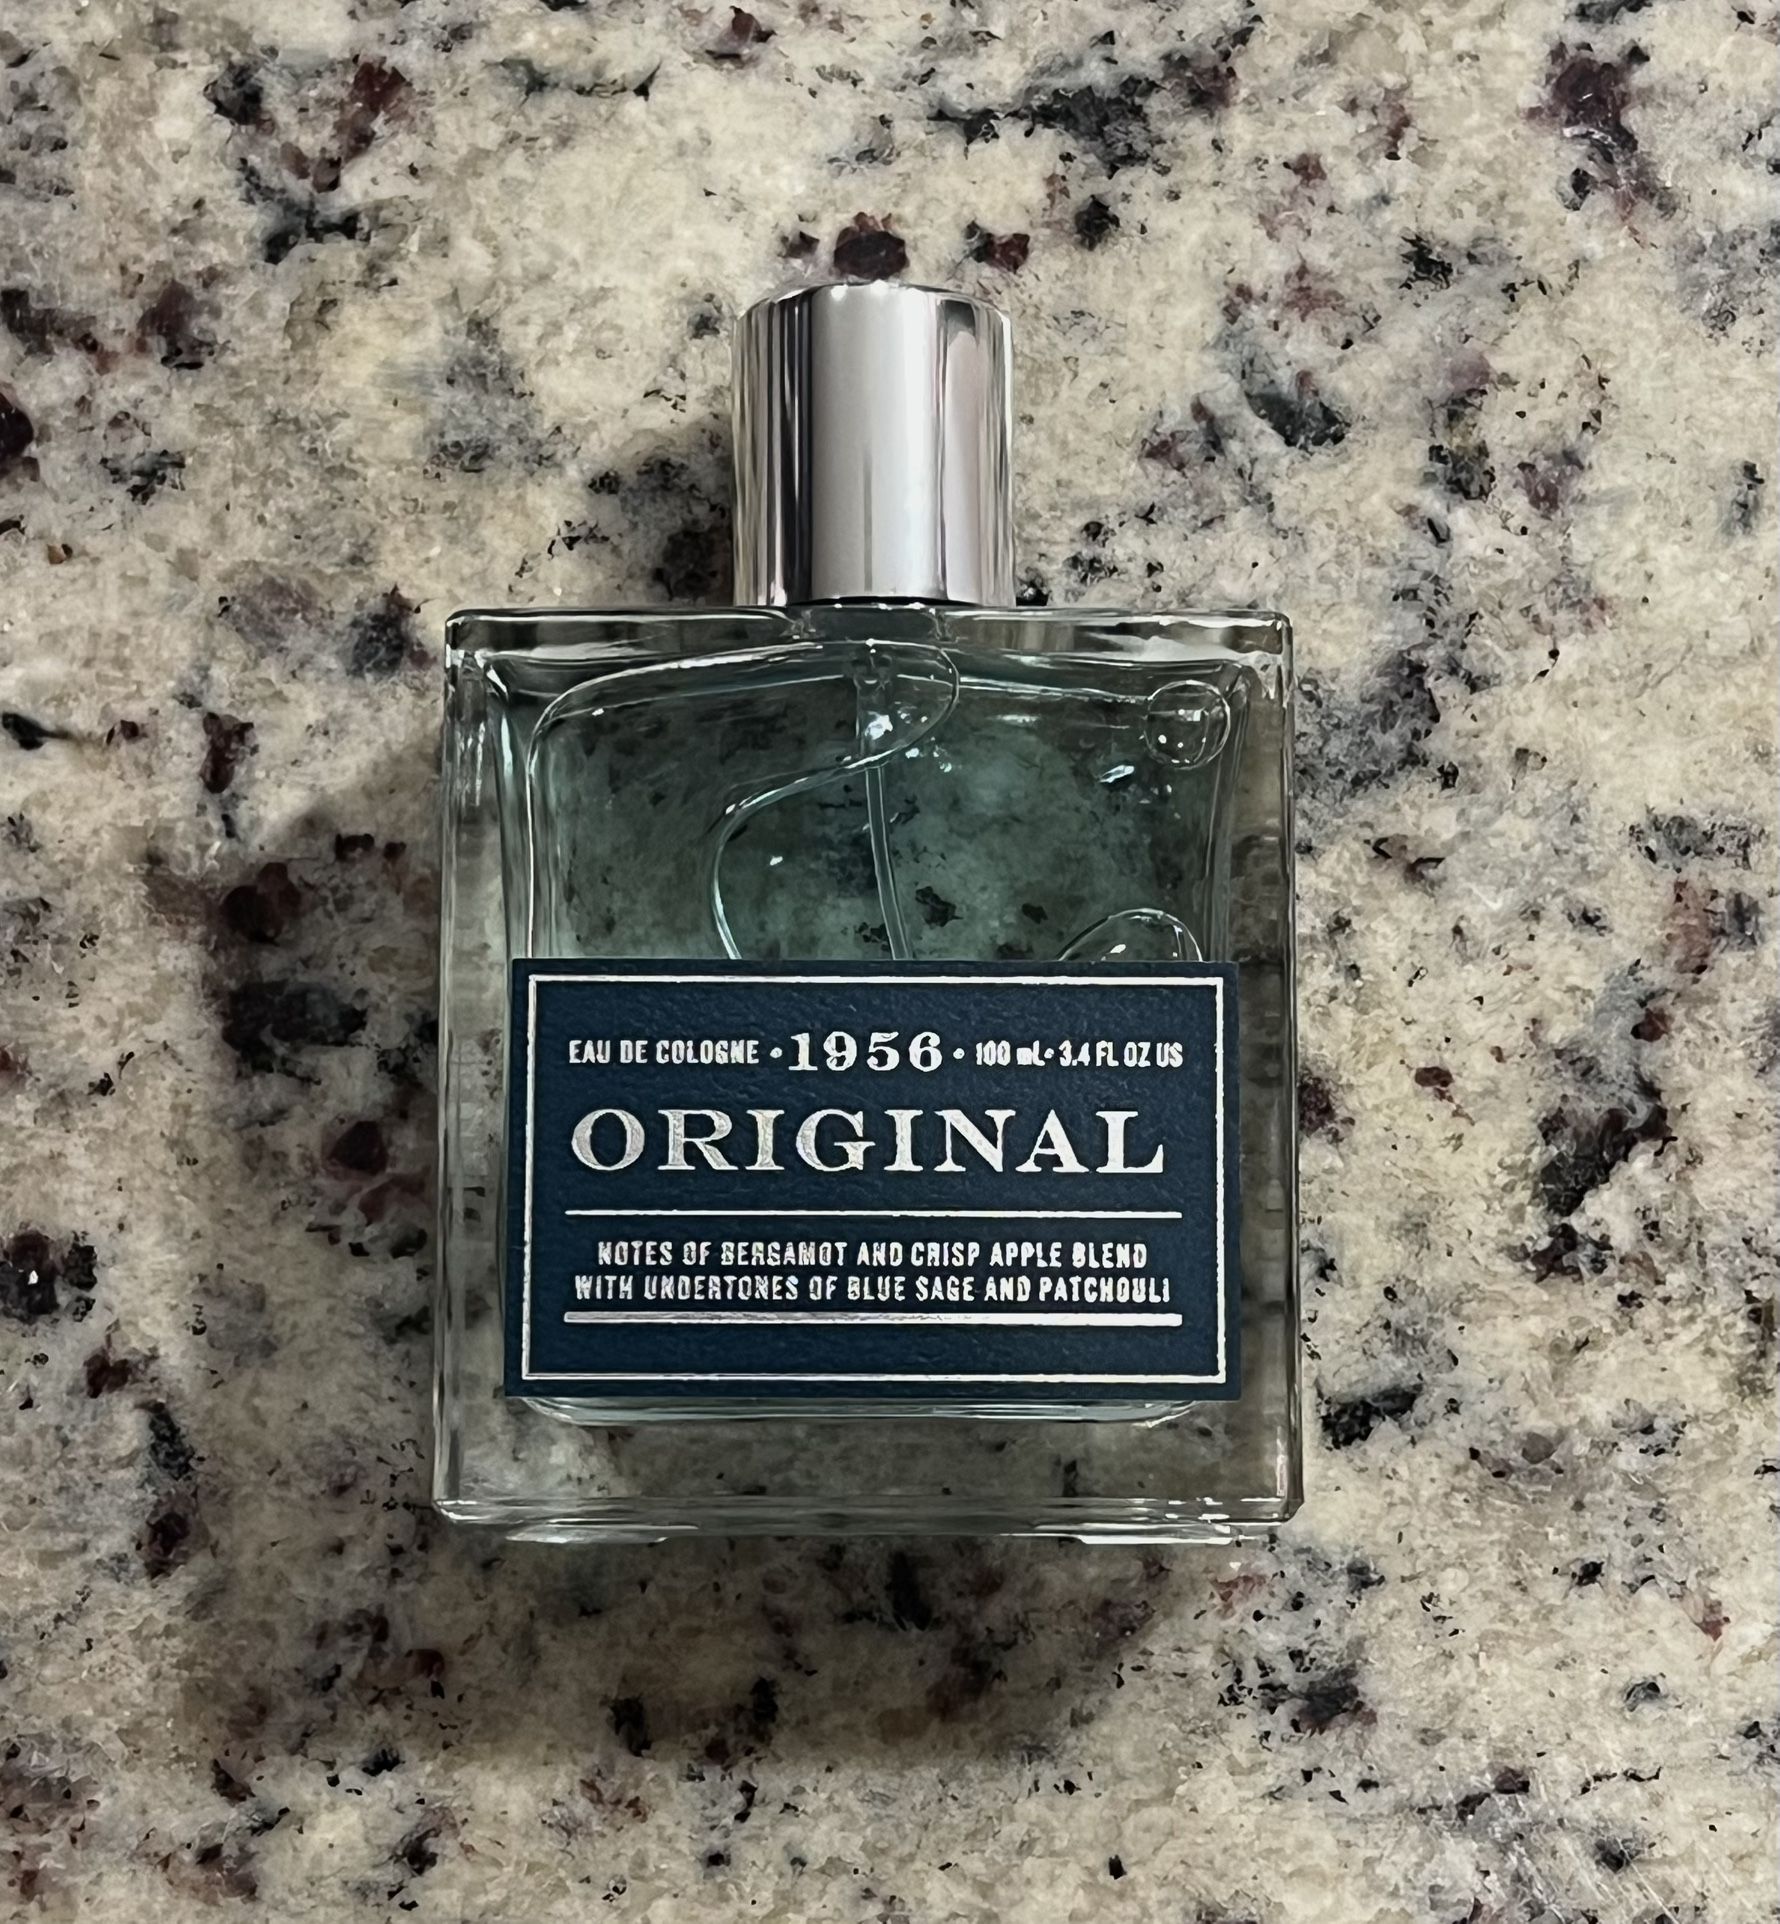 EAU DE COLOGNE • 1956 • 100 mL • 3.4 FL OZ US
ORIGINAL
NOTES OF BERGAMOT AND CRISP APPLE BLEND
WITH UNDERTONES OF BLUE SAGE AND PATCHOULI